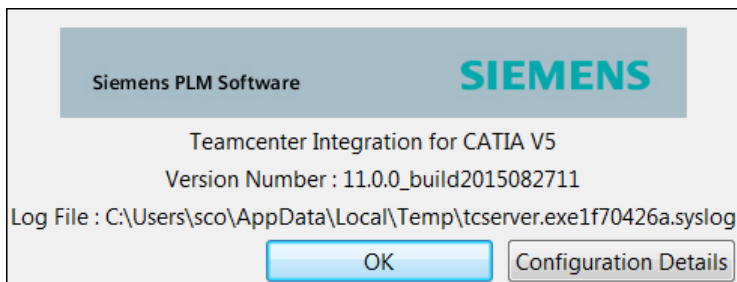 Siemens PLM Software SIEMENS
Teamcenter Integration for CATIA V5
Version Number : 11.0.0_build2015082711
Log File : C:\Users\sco\AppData\Local\Temp\tcserver.exe1f70426a.syslog
OK Configuration Details